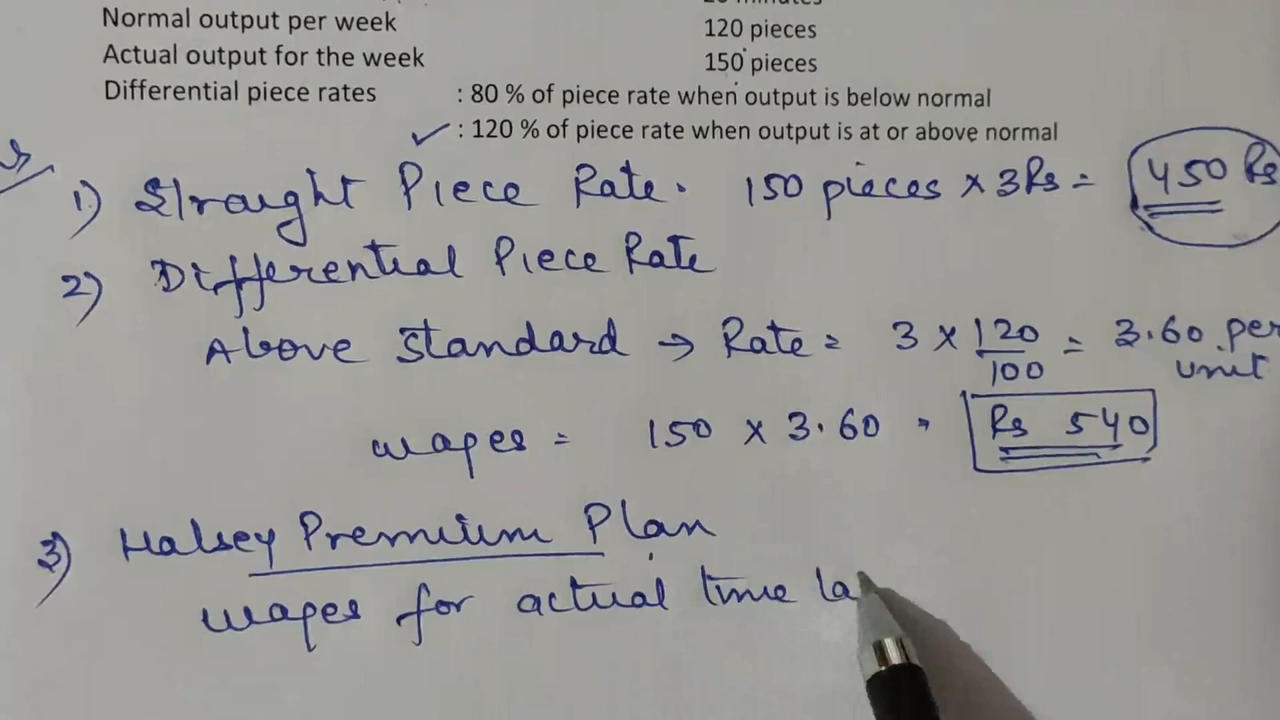 Normal output per week 120 pieces
Actual output for the week 150 pieces
Differential piece rates : 80 % of piece rate when output is below normal
: 120 % of piece rate when output is at or above normal
1) Straight Piece Rate. 150 pieces × 3Rs = 450 Rs
2) Differential Piece Rate
Above standard → Rate = 3 × 120/100 = 3.60 per unit
wages = 150 × 3.60 = Rs 540
3) Halsey Premium Plan
wages for actual time